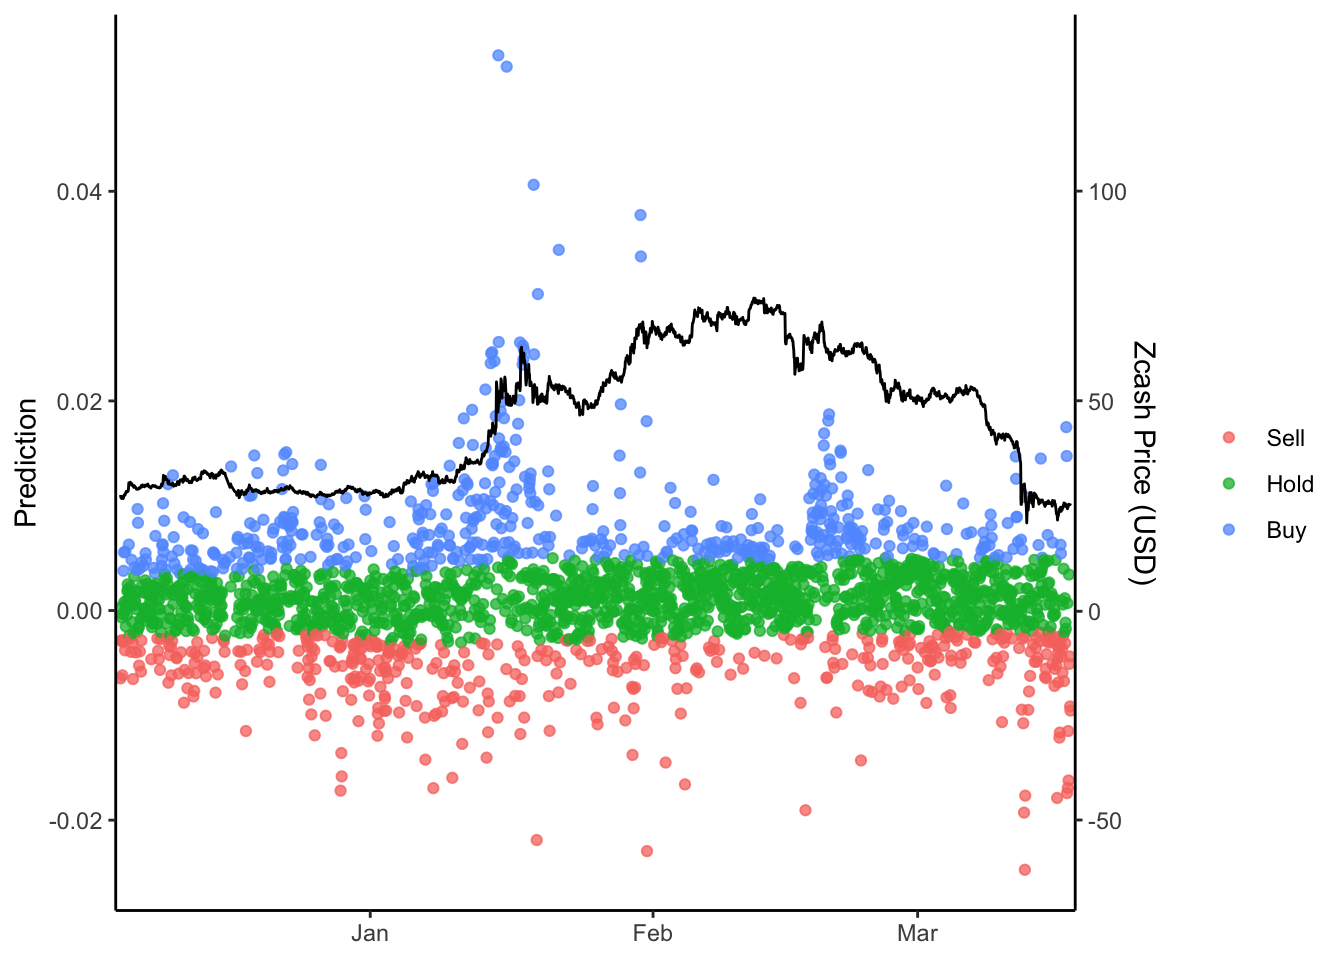 Prediction
0.04
0.02
0.00
-0.02
Jan
Feb
Mar
100
50
0
-50
Zcash Price (USD)
Sell
Hold
Buy